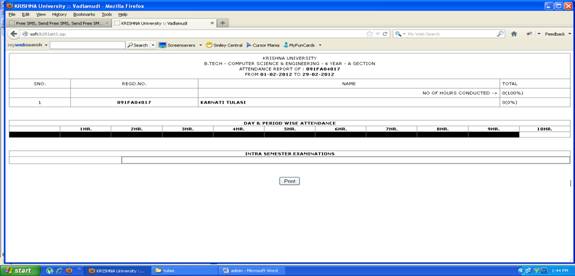 KRISHNA University :: Vadlamudi - Mozilla Firefox
File Edit View History Bookmarks Tools Help
Free SMS, Send Free SMS, Send Free SM...
KRISHNA University :: Vadlamudi
My Web Search
Feedback
mywebsearch
Search
Screensavers
Smiley Central
Cursor Mania
MyFunCards
KRISHNA UNIVERSITY
B.TECH - COMPUTER SCIENCE & ENGINEERING - 4 YEAR - A SECTION
ATTENDANCE REPORT OF : 091FA04017
FROM 01-02-2012 TO 29-02-2012
SNO. REGD.NO. NAME TOTAL
NO OF HOURS CONDUCTED -> 0(100%)
1 091FA04017 KARNATI TULASI 0(0%)
DAY & PERIOD WISE ATTENDANCE
1HR. 2HR. 3HR. 4HR. 5HR. 6HR. 7HR. 8HR. 9HR. 10HR.
INTRA SEMESTER EXAMINATIONS
Print
start
KRISHNA University :...
tulasi
admin - Microsoft Word